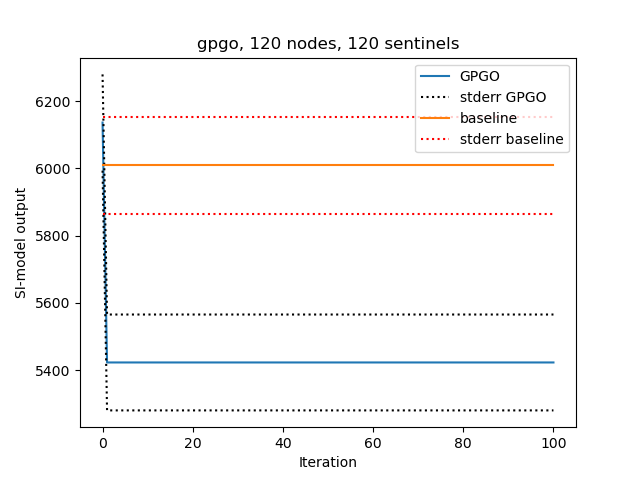 gpgo, 120 nodes, 120 sentinels
GPGO
stderr GPGO
baseline
stderr baseline
6200
6000
5800
5600
5400
SI-model output
0 20 40 60 80 100
Iteration